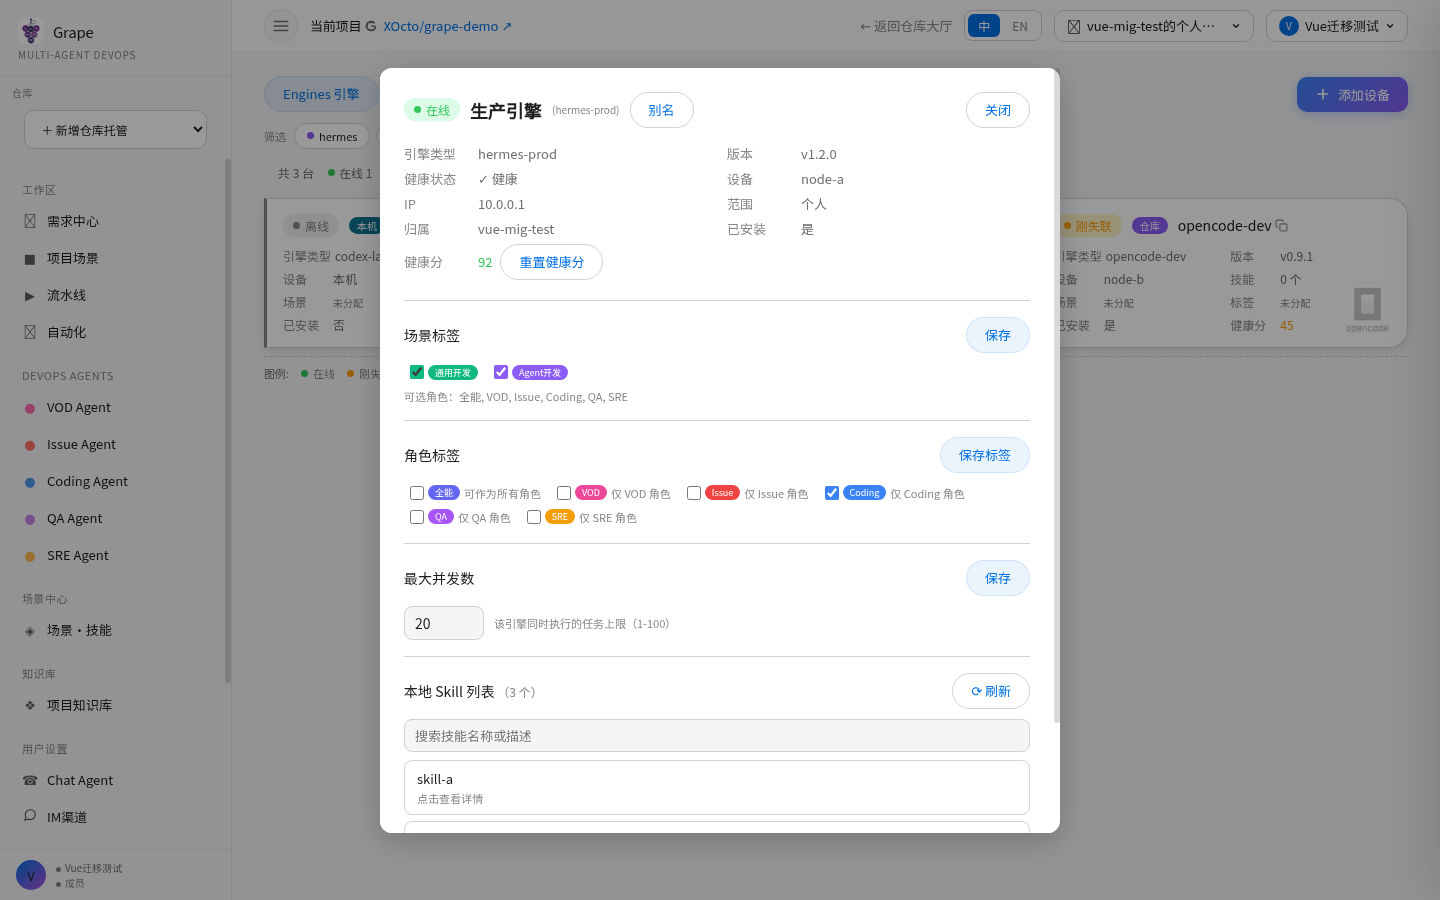 Grape
MULTI-AGENT DEVOPS
仓库
＋ 新增仓库托管
工作区
需求中心
项目场景
流水线
自动化
DEVOPS AGENTS
VOD Agent
Issue Agent
Coding Agent
QA Agent
SRE Agent
场景中心
场景・技能
知识库
项目知识库
用户设置
Chat Agent
IM渠道
V
Vue迁移测试
成员
当前项目 XOcto/grape-demo ↗
← 返回仓库大厅
中 EN
vue-mig-test的个人…
V Vue迁移测试
Engines 引擎
＋ 添加设备
筛选 hermes
共 3 台 在线 1
离线 本机
引擎类型 codex-la
设备 本机
场景 未分配
已安装 否
图例: 在线 刚失
在线 生产引擎 (hermes-prod) 别名 关闭
引擎类型 hermes-prod 版本 v1.2.0
健康状态 ✓ 健康 设备 node-a
IP 10.0.0.1 范围 个人
归属 vue-mig-test 已安装 是
健康分 92 重置健康分
场景标签 保存
通用开发 Agent开发
可选角色：全能, VOD, Issue, Coding, QA, SRE
角色标签 保存标签
全能 可作为所有角色 VOD 仅 VOD 角色 Issue 仅 Issue 角色 Coding 仅 Coding 角色
QA 仅 QA 角色 SRE 仅 SRE 角色
最大并发数 保存
20 该引擎同时执行的任务上限（1-100）
本地 Skill 列表 （3 个） ⟳ 刷新
搜索技能名称或描述
skill-a
点击查看详情
刚失联 仓库 opencode-dev
引擎类型 opencode-dev 版本 v0.9.1
设备 node-b 技能 0 个
场景 未分配 标签 未分配
已安装 是 健康分 45
opencode